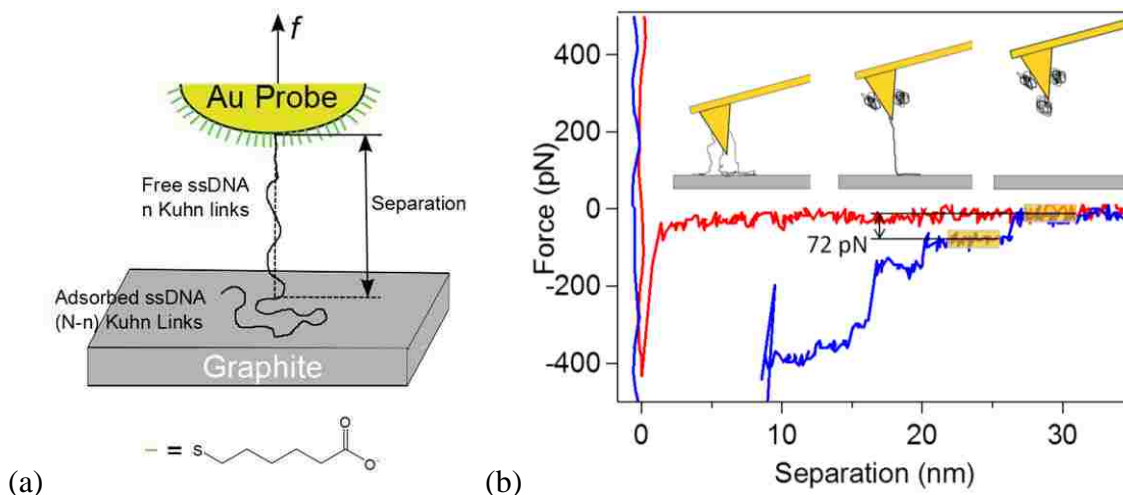 f
Au Probe
Free ssDNA
n Kuhn links
Separation
Adsorbed ssDNA
(N-n) Kuhn Links
Graphite
= S O O⁻
(a)
400
200
0
-200
-400
Force (pN)
72 pN
0 10 20 30
Separation (nm)
(b)